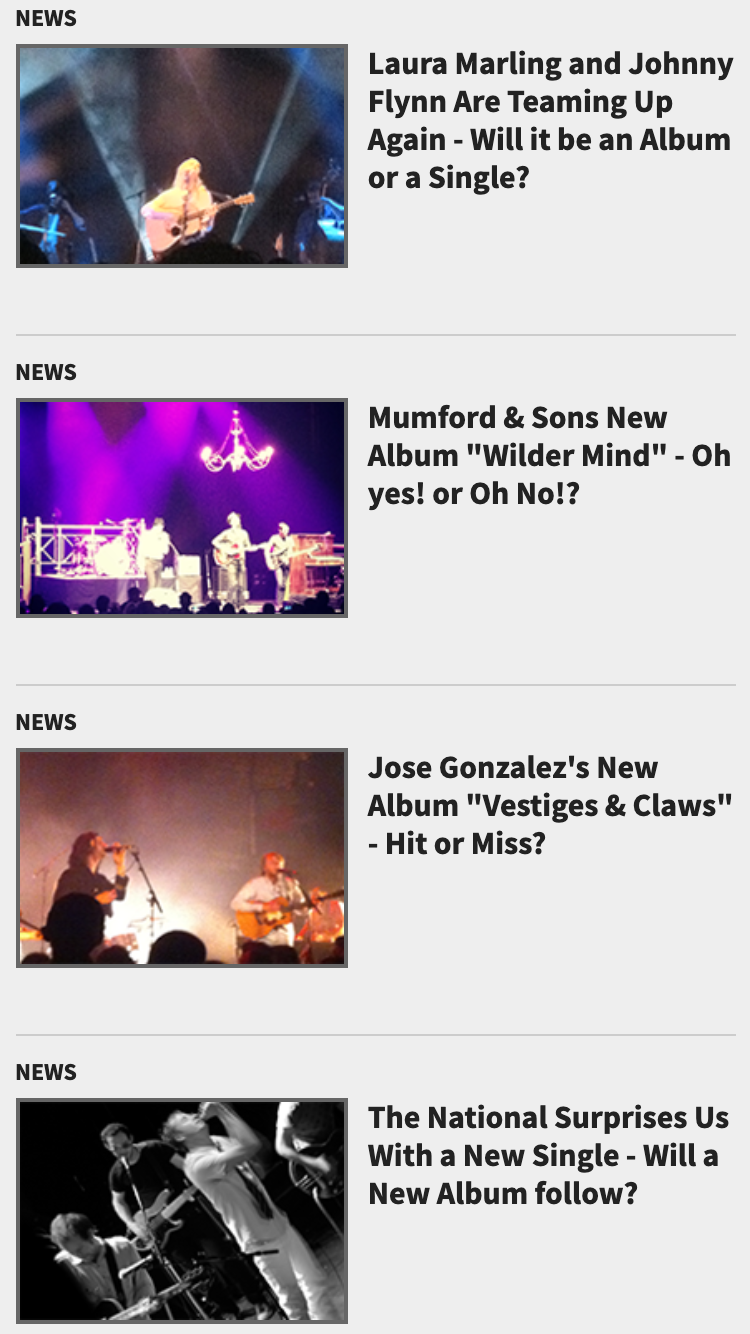 NEWS
Laura Marling and Johnny
Flynn Are Teaming Up
Again - Will it be an Album
or a Single?
NEWS
Mumford & Sons New
Album "Wilder Mind" - Oh
yes! or Oh No!?
NEWS
Jose Gonzalez's New
Album "Vestiges & Claws"
- Hit or Miss?
NEWS
The National Surprises Us
With a New Single - Will a
New Album follow?